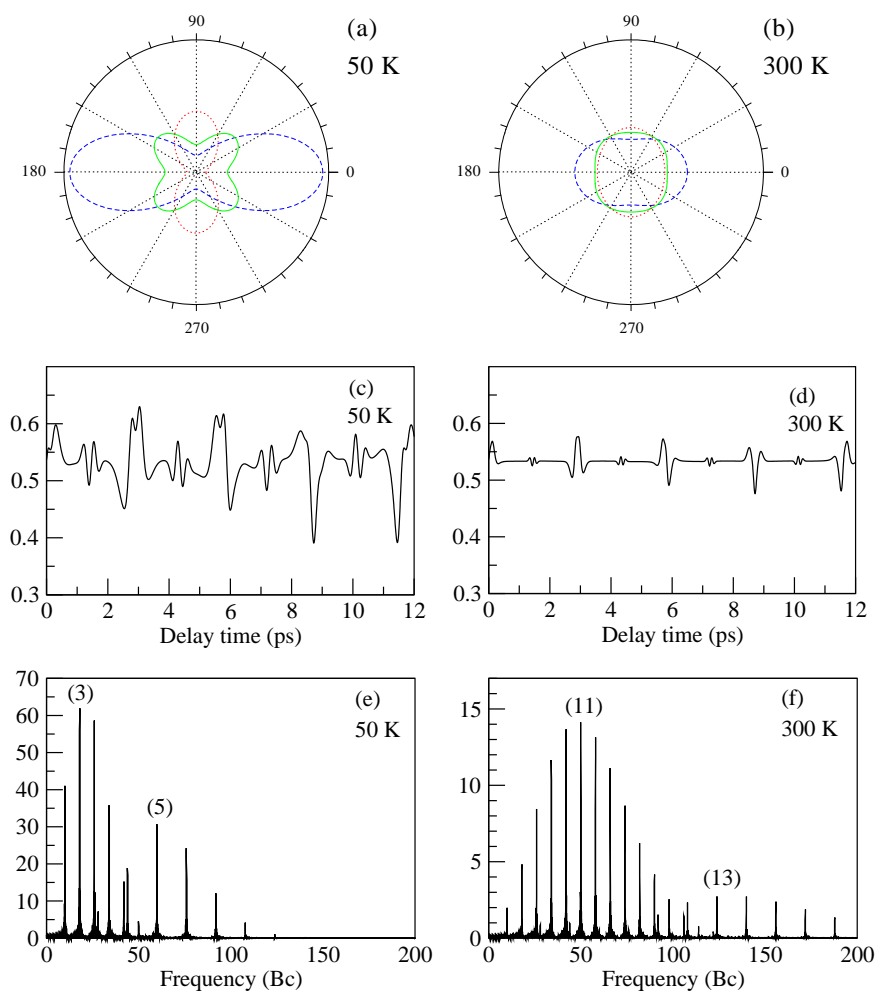 90
(a)
50 K
180
0
270
90
(b)
300 K
180
0
270
0.6
0.5
0.4
0.3
(c)
50 K
0 2 4 6 8 10 12
Delay time (ps)
0.6
0.5
0.4
0.3
(d)
300 K
0 2 4 6 8 10 12
Delay time (ps)
70
60
50
40
30
20
10
0
(3)
(5)
(e)
50 K
0 50 100 150 200
Frequency (Bc)
15
10
5
0
(11)
(13)
(f)
300 K
0 50 100 150 200
Frequency (Bc)